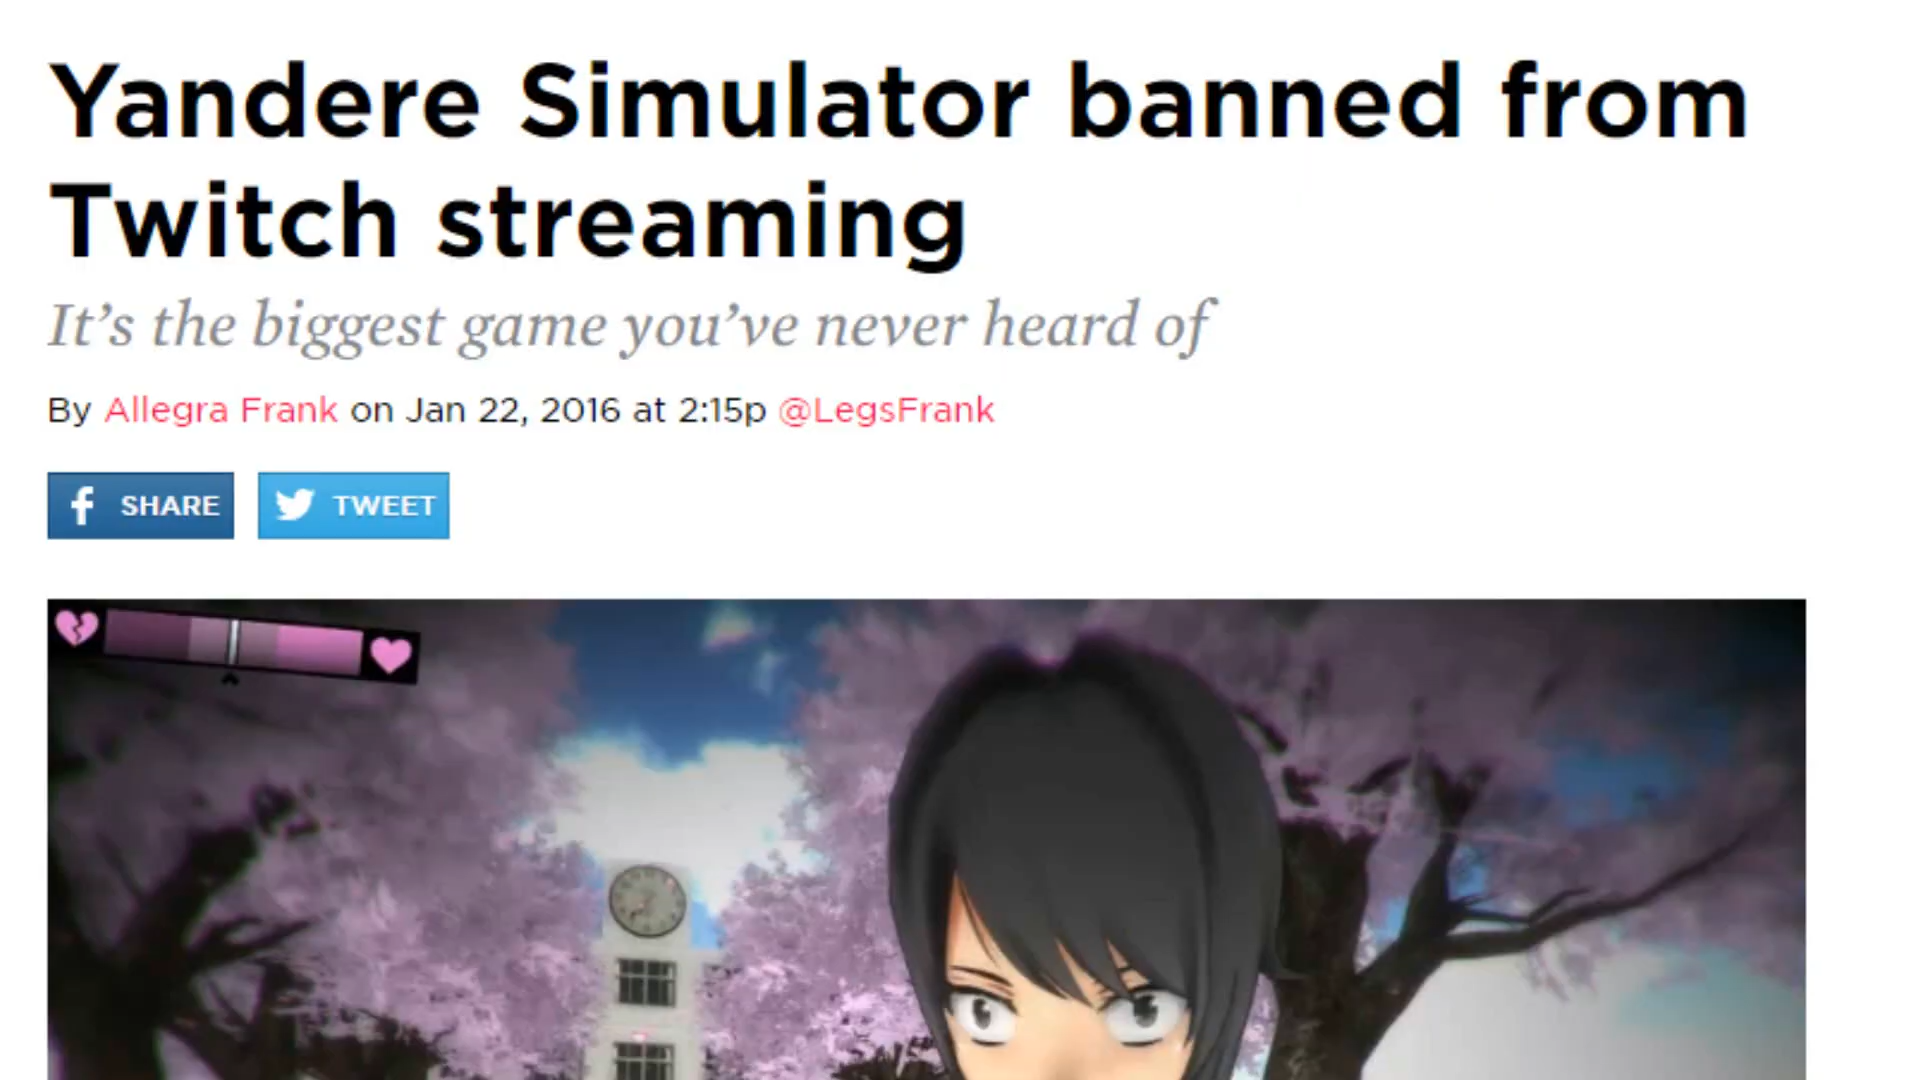 Yandere Simulator banned from
Twitch streaming
It’s the biggest game you’ve never heard of
By Allegra Frank on Jan 22, 2016 at 2:15p @LegsFrank
SHARE TWEET